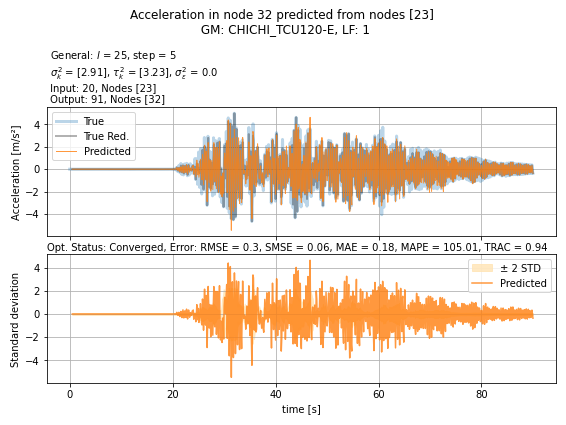 Acceleration in node 32 predicted from nodes [23]
GM: CHICHI_TCU120-E, LF: 1
General: l = 25, step = 5
σ²ₖ = [2.91], τ²ₖ = [3.23], σ²ε = 0.0
Input: 20, Nodes [23]
Output: 91, Nodes [32]
True
True Red.
Predicted
Acceleration [m/s²]
4
2
0
−2
−4
Opt. Status: Converged, Error: RMSE = 0.3, SMSE = 0.06, MAE = 0.18, MAPE = 105.01, TRAC = 0.94
± 2 STD
Predicted
Standard deviation
4
2
0
−2
−4
0
20
40
60
80
time [s]